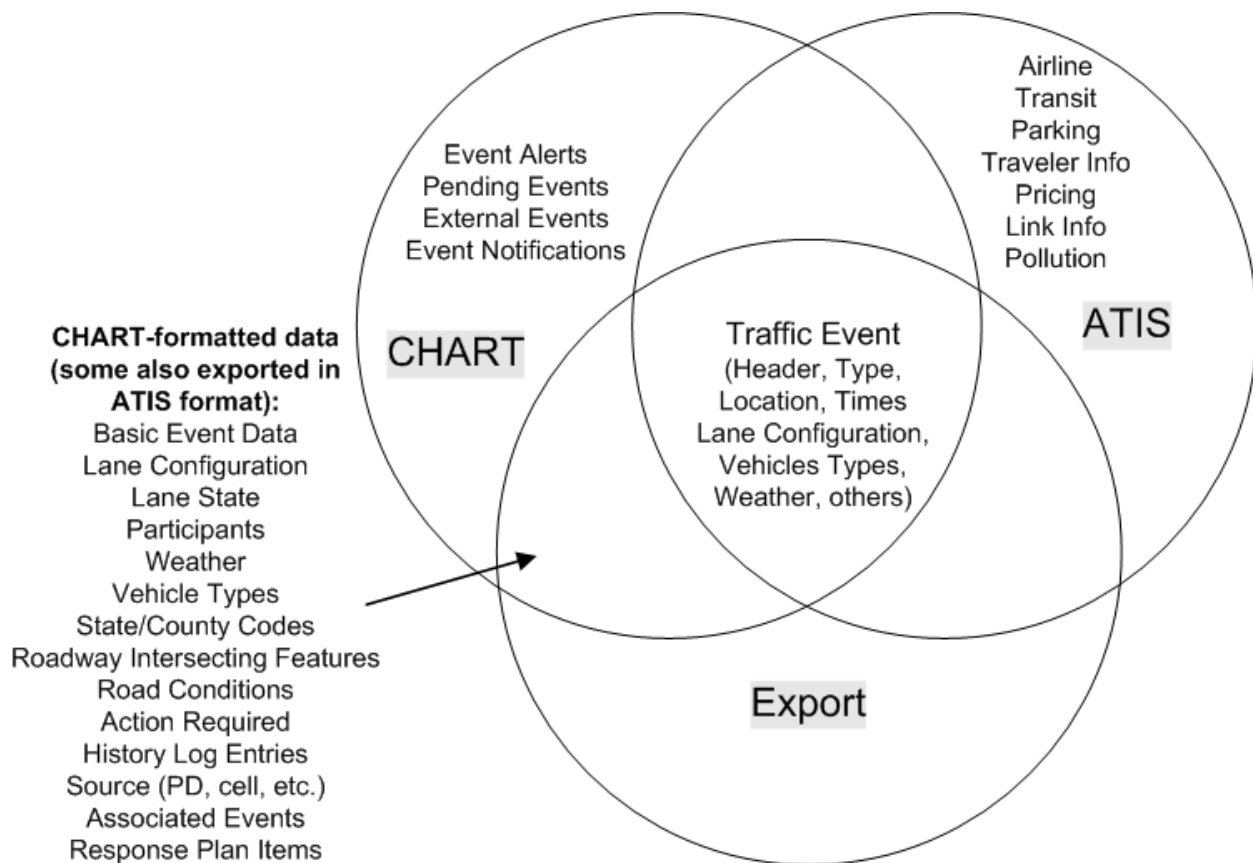 Event Alerts
Pending Events
External Events
Event Notifications
CHART
Airline
Transit
Parking
Traveler Info
Pricing
Link Info
Pollution
ATIS
Traffic Event
(Header, Type,
Location, Times
Lane Configuration,
Vehicles Types,
Weather, others)
Export
CHART-formatted data
(some also exported in
ATIS format):
Basic Event Data
Lane Configuration
Lane State
Participants
Weather
Vehicle Types
State/County Codes
Roadway Intersecting Features
Road Conditions
Action Required
History Log Entries
Source (PD, cell, etc.)
Associated Events
Response Plan Items